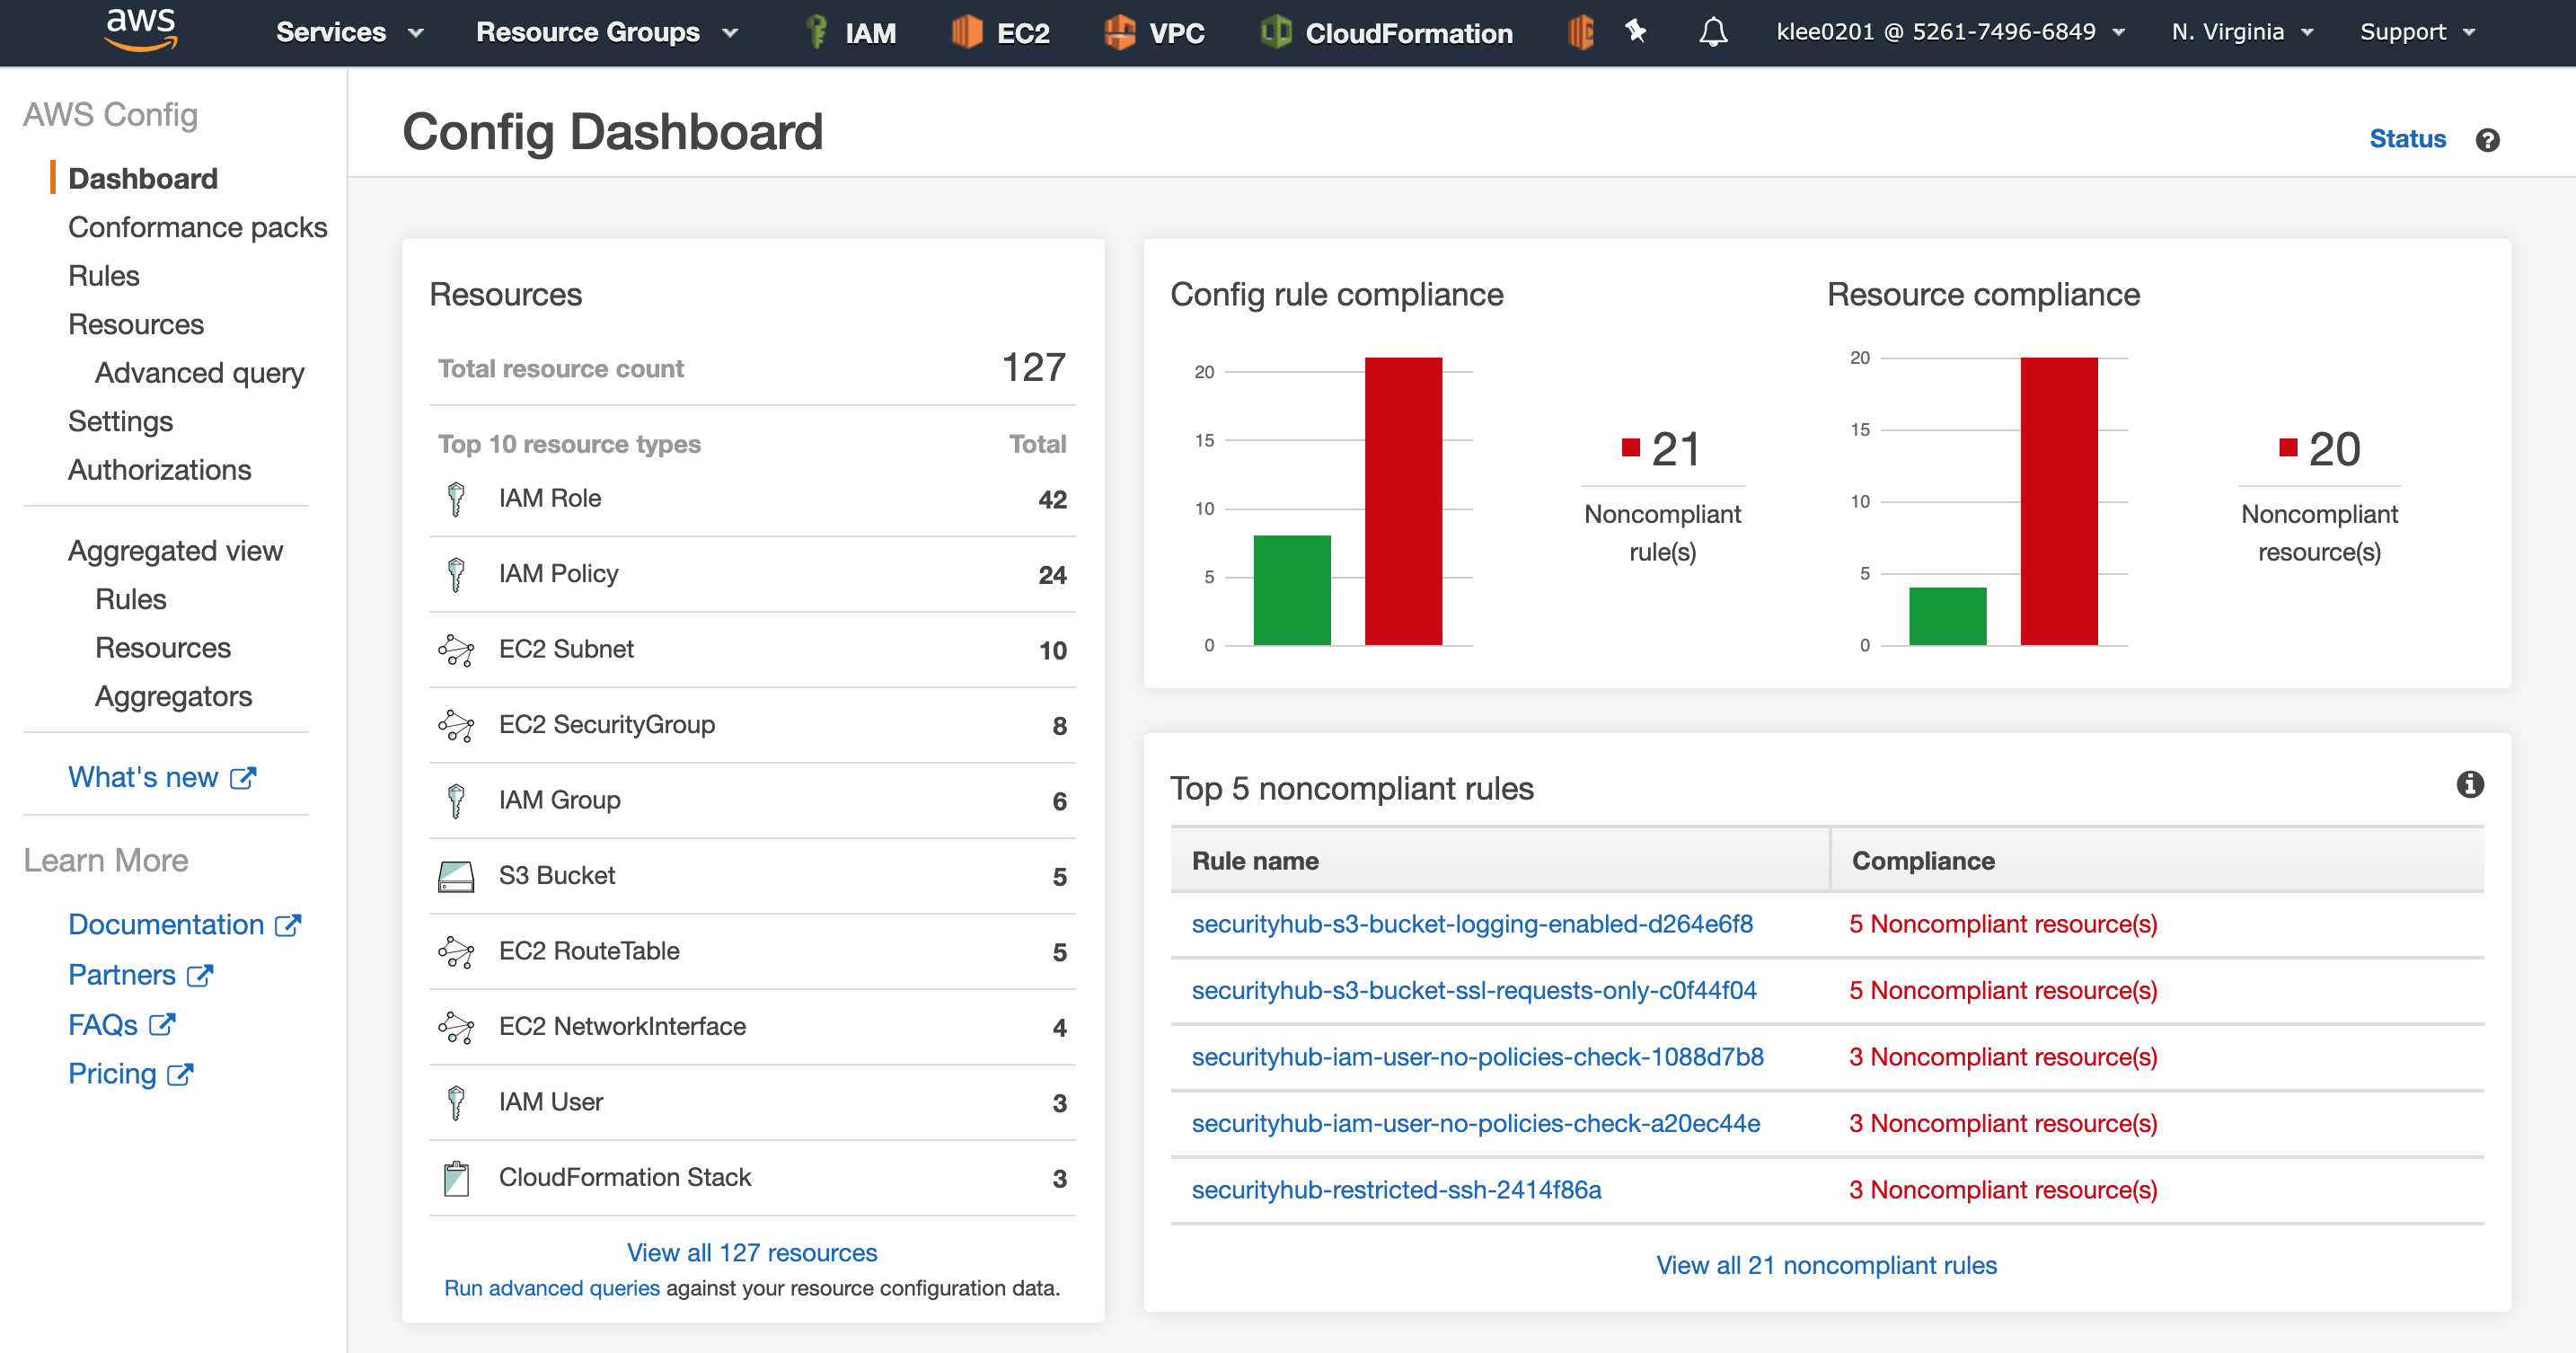 aws
Services
Resource Groups
IAM
EC2
VPC
CloudFormation
klee0201 @ 5261-7496-6849
N. Virginia
Support
AWS Config
Dashboard
Conformance packs
Rules
Resources
Advanced query
Settings
Authorizations
Aggregated view
Rules
Resources
Aggregators
What's new
Learn More
Documentation
Partners
FAQs
Pricing
Config Dashboard
Status
?
Resources
Total resource count 127
Top 10 resource types Total
IAM Role 42
IAM Policy 24
EC2 Subnet 10
EC2 SecurityGroup 8
IAM Group 6
S3 Bucket 5
EC2 RouteTable 5
EC2 NetworkInterface 4
IAM User 3
CloudFormation Stack 3
View all 127 resources
Run advanced queries against your resource configuration data.
Config rule compliance
20
15
10
5
0
21
Noncompliant
rule(s)
Resource compliance
20
15
10
5
0
20
Noncompliant
resource(s)
Top 5 noncompliant rules
i
Rule name Compliance
securityhub-s3-bucket-logging-enabled-d264e6f8 5 Noncompliant resource(s)
securityhub-s3-bucket-ssl-requests-only-c0f44f04 5 Noncompliant resource(s)
securityhub-iam-user-no-policies-check-1088d7b8 3 Noncompliant resource(s)
securityhub-iam-user-no-policies-check-a20ec44e 3 Noncompliant resource(s)
securityhub-restricted-ssh-2414f86a 3 Noncompliant resource(s)
View all 21 noncompliant rules